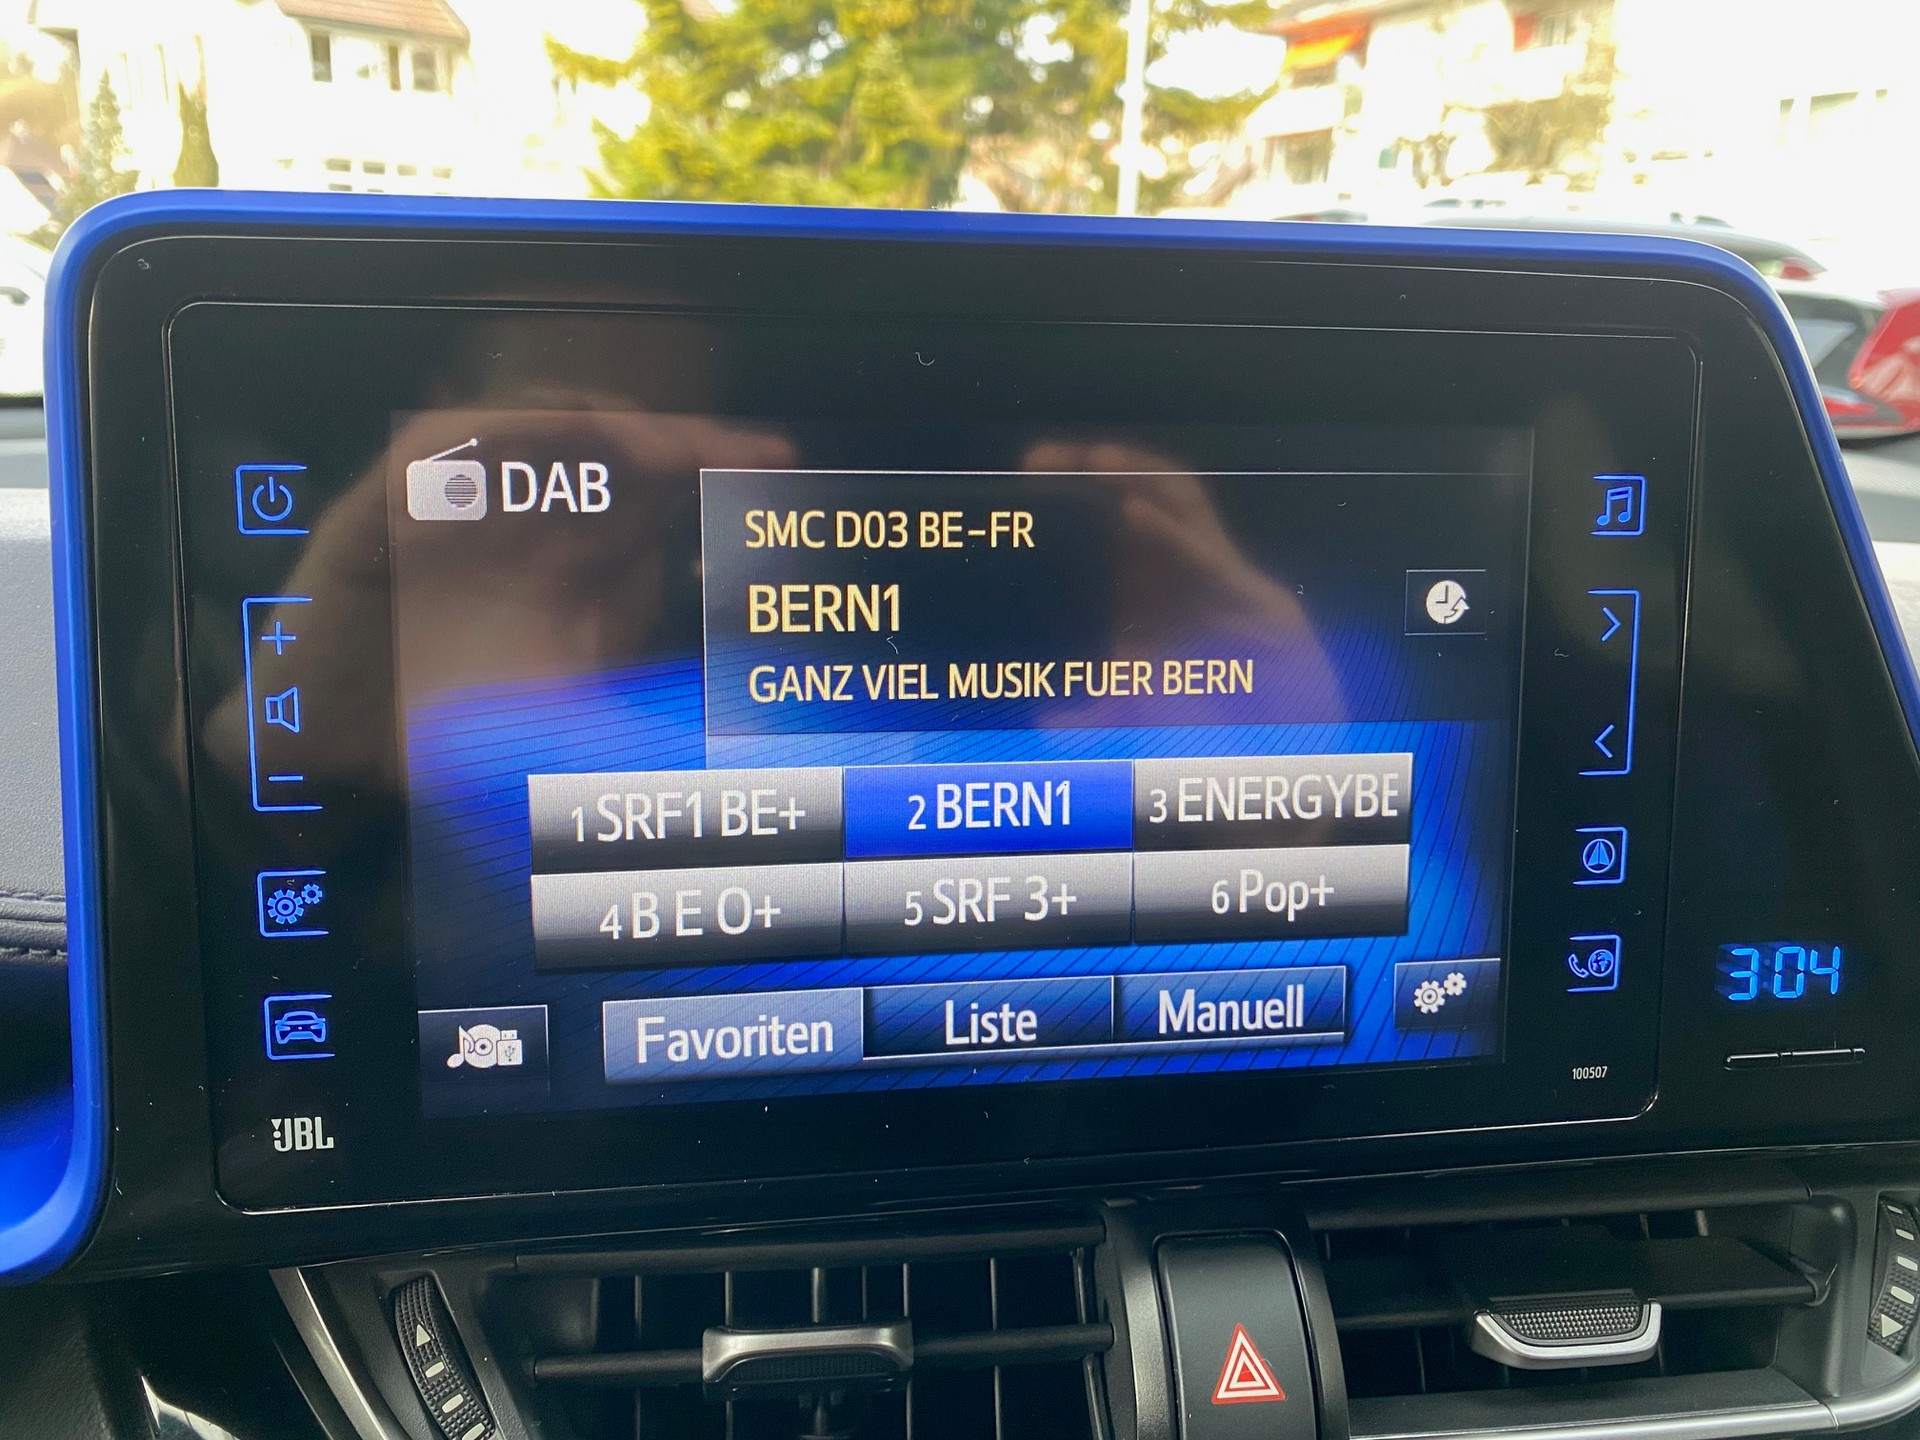 DAB
SMC D03 BE-FR
BERN1
GANZ VIEL MUSIK FUER BERN
1 SRF1 BE+
2 BERN1
3 ENERGYBE
4 B E O+
5 SRF 3+
6 Pop+
Favoriten
Liste
Manuell
3:04
100507
JBL